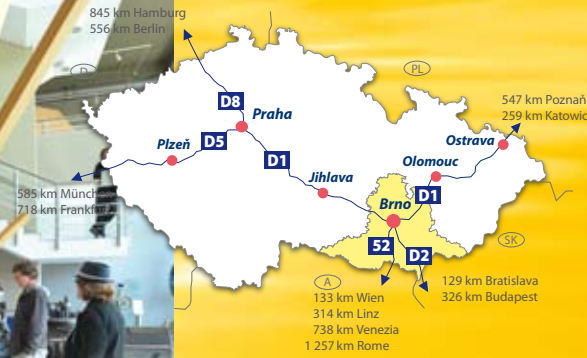 845 km Hamburg
556 km Berlin
D
PL
D8
Praha
547 km Poznań
259 km Katowic
Plzeň
D5
Ostrava
D1
Olomouc
Jihlava
585 km München
718 km Frankfurt
D1
Brno
52
D2
SK
A
133 km Wien
314 km Linz
738 km Venezia
1 257 km Rome
129 km Bratislava
326 km Budapest